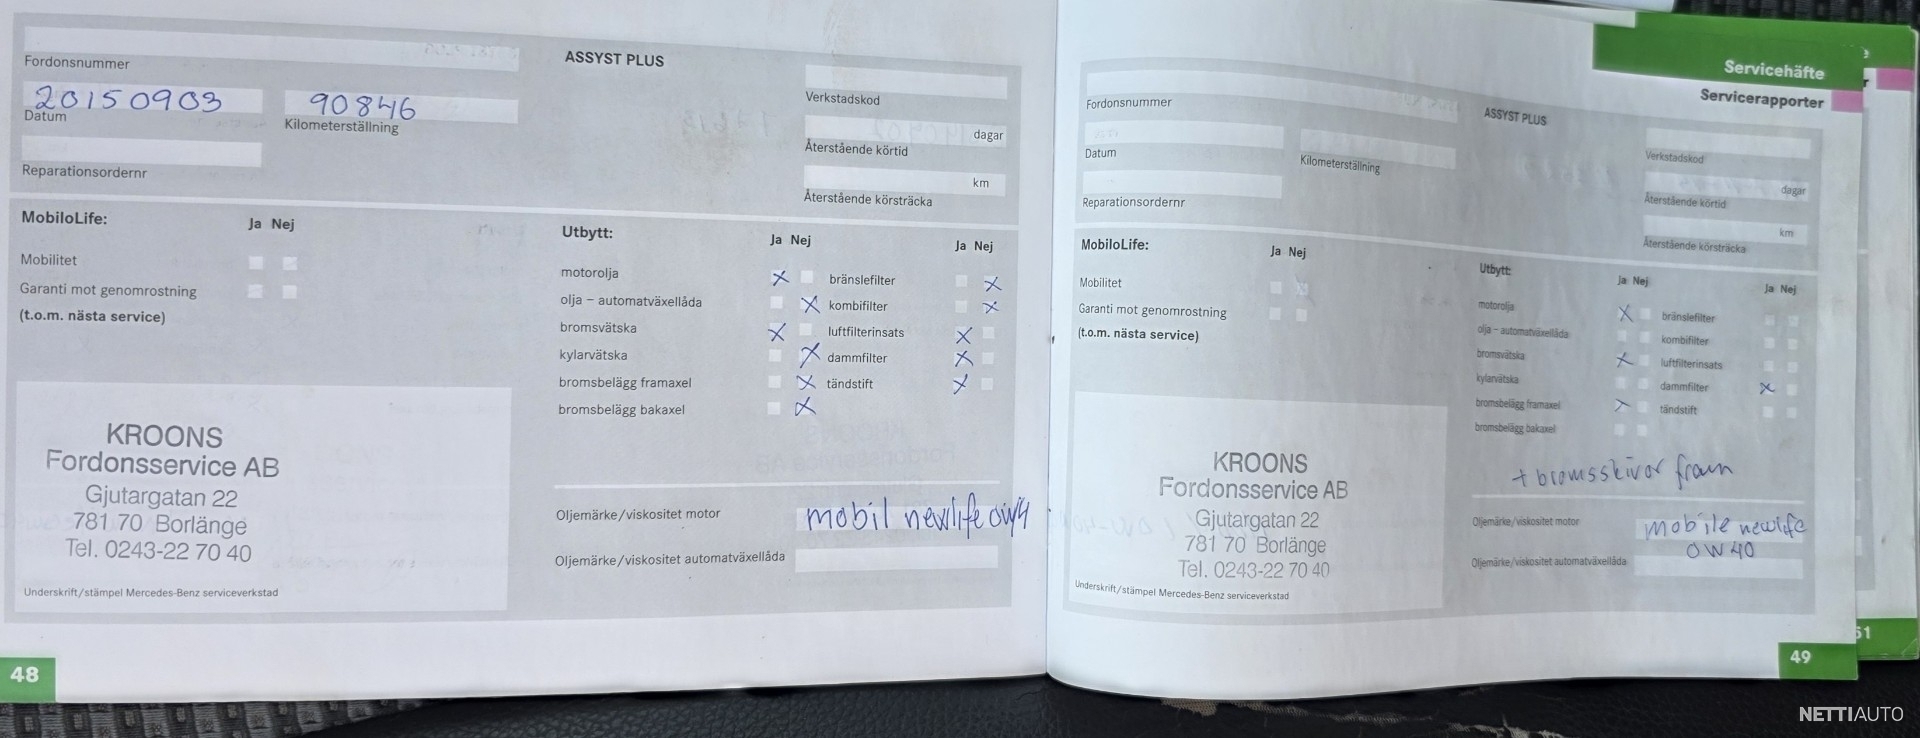 Fordonsnummer
ASSYST PLUS
20150903 90846
Datum Kilometerställning
Verkstadskod
dagar
Återstående körtid
Reparationsordernr
km
Återstående körsträcka
MobiloLife: Ja Nej
Mobilitet
Garanti mot genomrostning
(t.o.m. nästa service)
Utbytt: Ja Nej Ja Nej
motorolja bränslefilter
olja – automatväxellåda kombifilter
bromsvätska luftfilterinsats
kylarvätska dammfilter
bromsbelägg framaxel tändstift
bromsbelägg bakaxel
KROONS
Fordonsservice AB
Gjutargatan 22
781 70 Borlänge
Tel. 0243-22 70 40
Underskrift/stämpel Mercedes-Benz serviceverkstad
Oljemärke/viskositet motor mobil newlife 0w4
Oljemärke/viskositet automatväxellåda
48
Servicehäfte
Servicerapporter
Fordonsnummer
ASSYST PLUS
Datum Kilometerställning
Verkstadskod
dagar
Återstående körtid
Reparationsordernr
km
Återstående körsträcka
MobiloLife: Ja Nej
Mobilitet
Garanti mot genomrostning
(t.o.m. nästa service)
Utbytt: Ja Nej Ja Nej
motorolja bränslefilter
olja – automatväxellåda kombifilter
bromsvätska luftfilterinsats
kylarvätska dammfilter
bromsbelägg framaxel tändstift
bromsbelägg bakaxel
+ bromsskivor fram
KROONS
Fordonsservice AB
Gjutargatan 22
781 70 Borlänge
Tel. 0243-22 70 40
Underskrift/stämpel Mercedes-Benz serviceverkstad
Oljemärke/viskositet motor mobile newlife
0W40
Oljemärke/viskositet automatväxellåda
49
51
NETTIAUTO